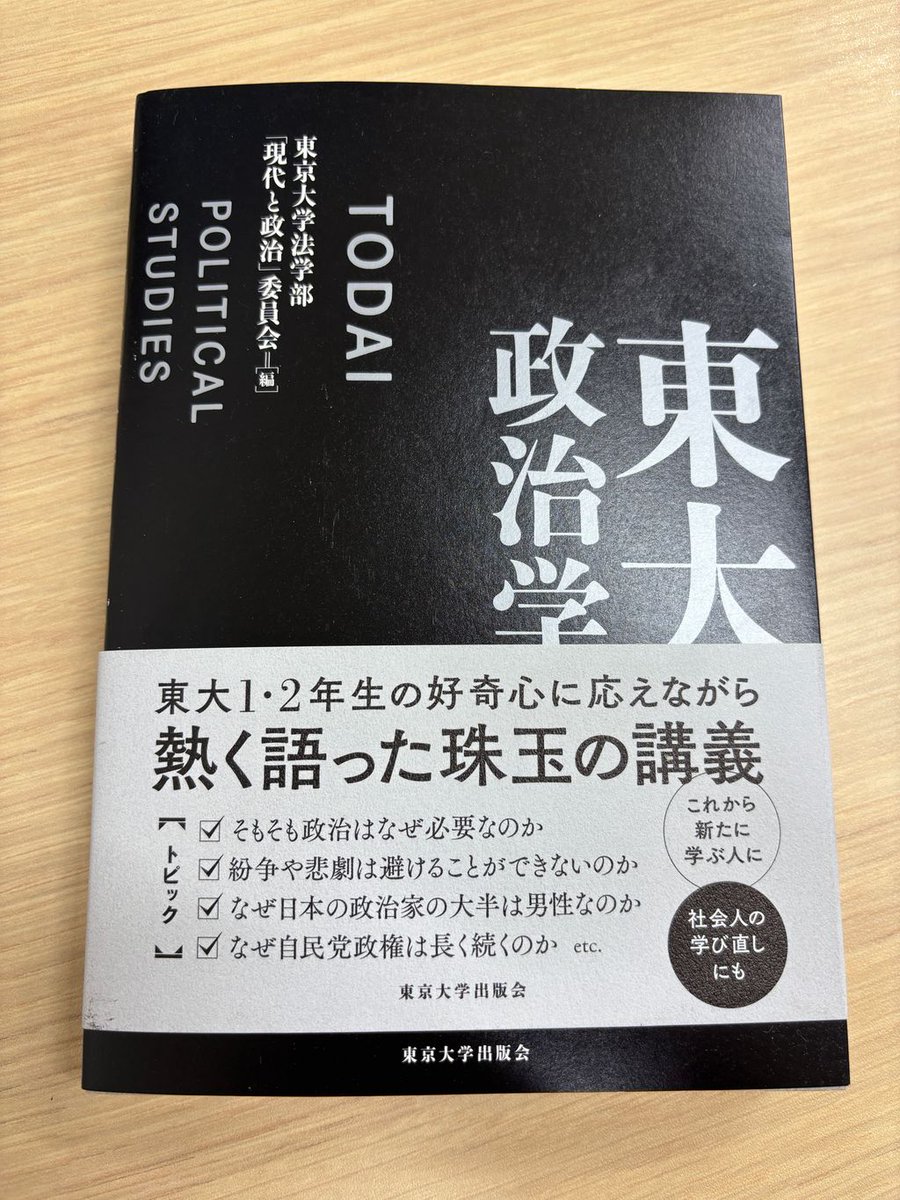 東大
政治学
TODAI
POLITICAL
STUDIES
東京大学法学部
「現代と政治」委員会=[編]
東大1・2年生の好奇心に応えながら
熱く語った珠玉の講義
【トピック】
☑そもそも政治はなぜ必要なのか
☑紛争や悲劇は避けることができないのか
☑なぜ日本の政治家の大半は男性なのか
☑なぜ自民党政権は長く続くのか etc.
これから
新たに
学ぶ人に
社会人の
学び直し
にも
東京大学出版会
東京大学出版会